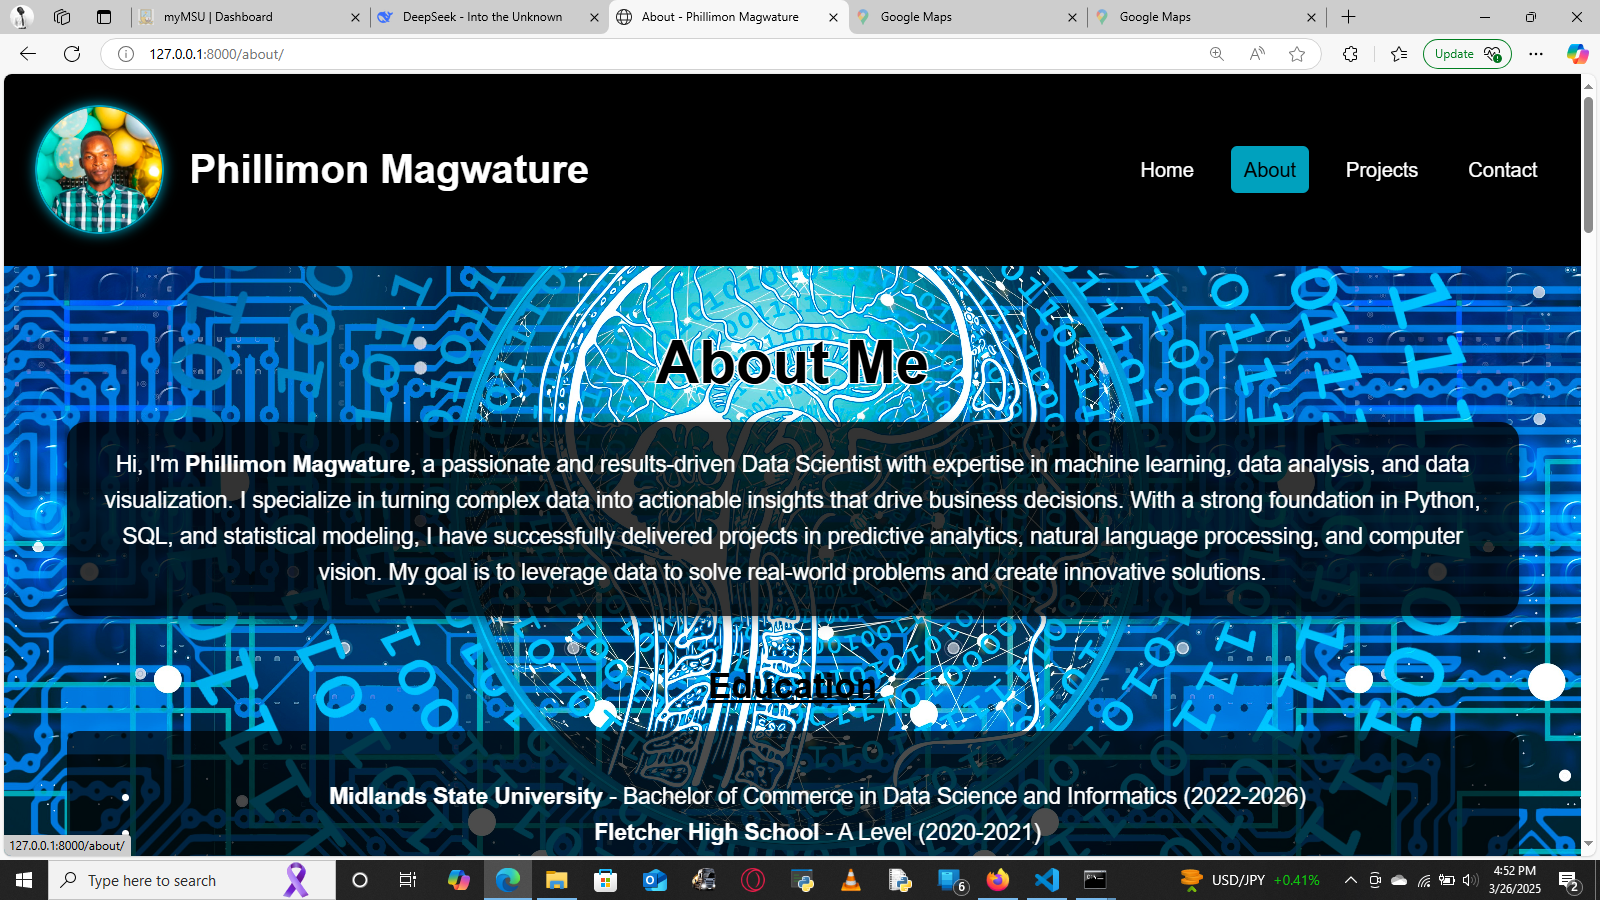 myMSU | Dashboard
DeepSeek - Into the Unknown
About - Phillimon Magwature
Google Maps
Google Maps
127.0.0.1:8000/about/
Update
Phillimon Magwature
Home
About
Projects
Contact
About Me
Hi, I'm Phillimon Magwature, a passionate and results-driven Data Scientist with expertise in machine learning, data analysis, and data
visualization. I specialize in turning complex data into actionable insights that drive business decisions. With a strong foundation in Python,
SQL, and statistical modeling, I have successfully delivered projects in predictive analytics, natural language processing, and computer
vision. My goal is to leverage data to solve real-world problems and create innovative solutions.
Education
Midlands State University - Bachelor of Commerce in Data Science and Informatics (2022-2026)
Fletcher High School - A Level (2020-2021)
127.0.0.1:8000/about/
Type here to search
6
USD/JPY +0.41%
4:52 PM
3/26/2025
2